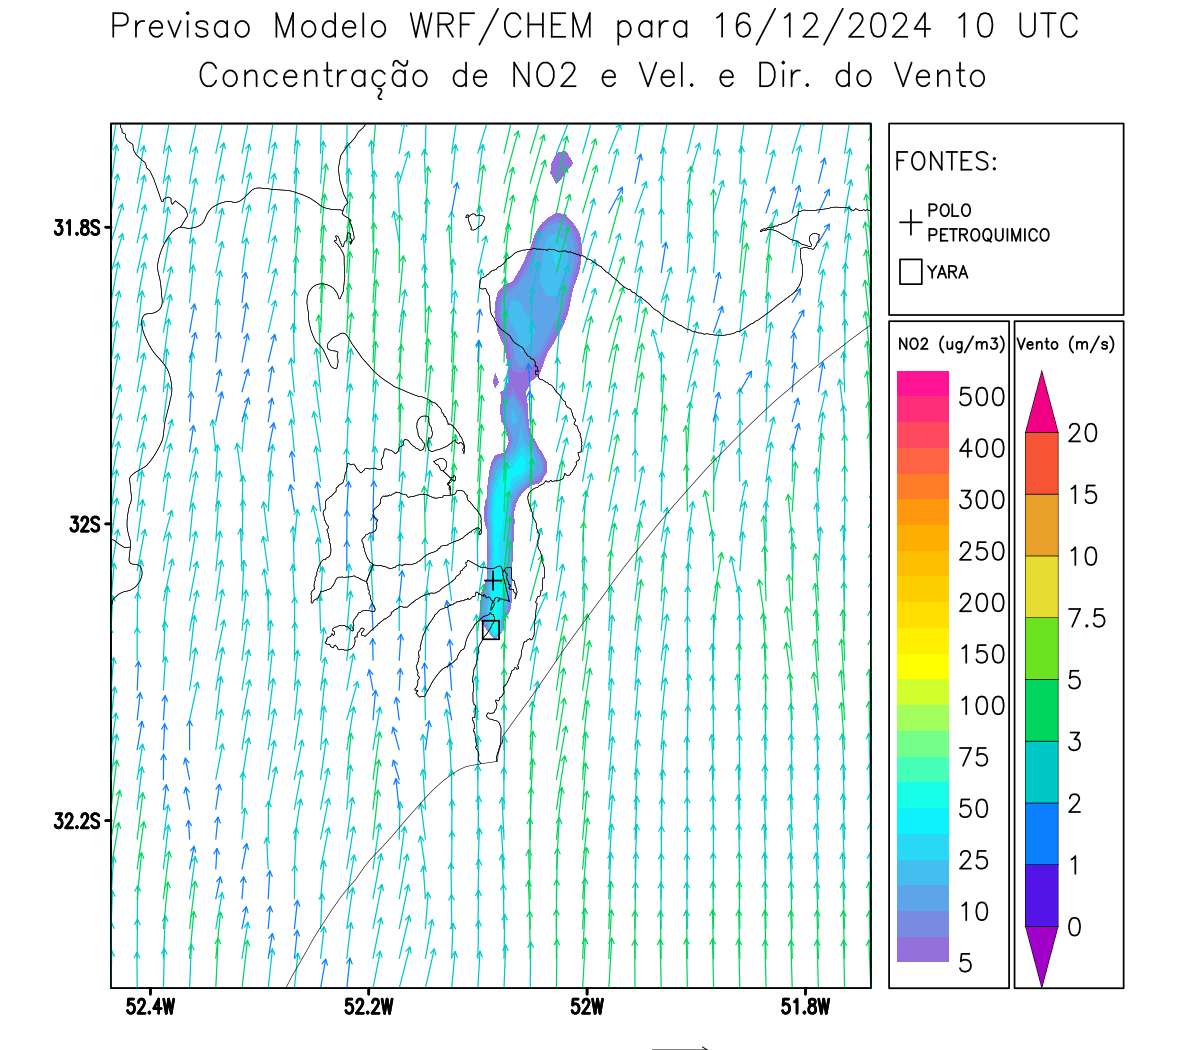 Previsao Modelo WRF/CHEM para 16/12/2024 10 UTC
Concentração de NO2 e Vel. e Dir. do Vento
FONTES:
POLO
PETROQUIMICO
YARA
31.8S
32S
32.2S
52.4W
52.2W
52W
51.8W
NO2 (ug/m3)
500
400
300
250
200
150
100
75
50
25
10
5
Vento (m/s)
20
15
10
7.5
5
3
2
1
0